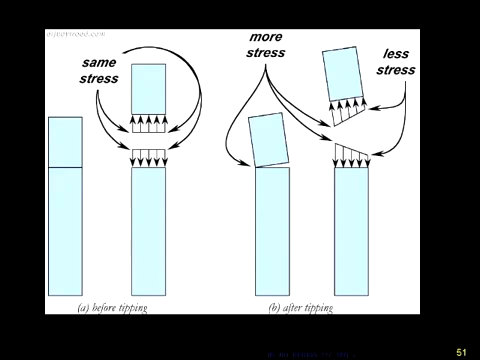 same
stress
more
stress
less
stress
(a) before tipping
(b) after tipping
51